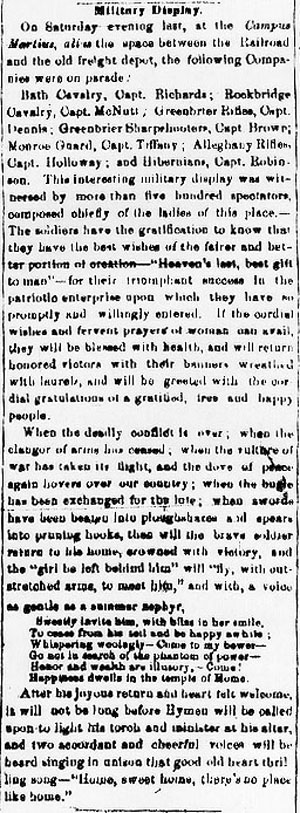 Military Display.
On Saturday evening last, at the Campus
Martius, alias the space between the Railroad
and the old freight depot, the following Compa-
nies were on parade:
Bath Cavalry, Capt. Richards; Rockbridge
Cavalry, Capt. McNutt; Greenbrier Rifles, Capt.
Dennis; Greenbrier Sharpshooters, Capt Brown;
Monroe Guard, Capt. Tiffany; Alleghany Rifles,
Capt. Holloway; and Hibernians, Capt. Robin-
son. This interesting military display was wit-
nessed by more than five hundred spectators,
composed chiefly of the ladies of this place.—
The soldiers have the gratification to know that
they have the best wishes of the fairer and bet-
ter portion of creation—"Heaven's last, best gift
to man"—for their triumphant success in the
patriotic enterprise upon which they have so
promptly and willingly entered. If the cordial
wishes and fervent prayers of woman can avail,
they will be blessed with health, and will return
honored victors with their banners wreathed
with laurels, and will be greeted with the cor-
dial gratulations of a gratified, free and happy
people.
When the deadly conflict is over; when the
clangor of arms has ceased; when the vulture of
war has taken its flight, and the dove of peace
again hovers over our country; when the bugle
has been exchanged for the lute; when swords
have been beaten into ploughshares and spears
into pruning hooks, then will the brave soldier
return to his home, crowned with victory, and
the "girl he left behind him" will "fly, with out-
stretched arms, to meet him," and with, a voice
as gentle as a summer zephyr,
Sweetly invite him, with bliss in her smile,
To cease from his toil and be happy awhile;
Whispering wooingly—Come to my bower—
Go not in search of the phantom of power—
Honor and wealth are illusory,—Come!
Happiness dwells in the temple of Home.
After his joyous return and heart felt welcome,
it will not be long before Hymen will be called
upon to light his torch and minister at his altar,
and two accordant and cheerful voices will be
heard singing in unison that good old heart thril
ling song—"Home, sweet home, there's no place
like home."